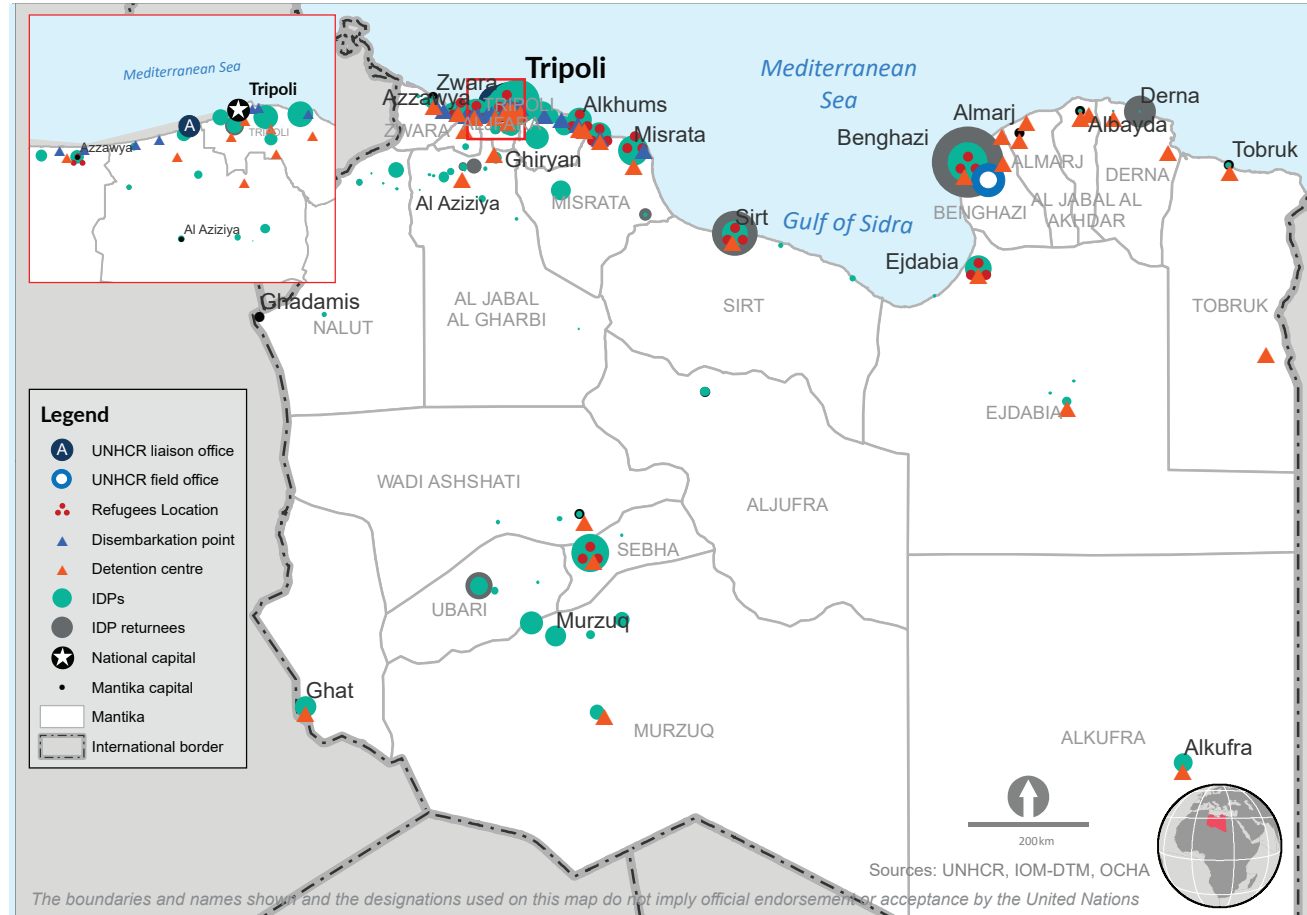 Mediterranean Sea
Tripoli
TRIPOLI
Azzawya
Al Aziziya
Tripoli
Mediterranean
Sea
Zwara
Azzawya
TRIPOLI
ALJFARA
ZWARA
Alkhums
Misrata
Ghiryan
Al Aziziya
MISRATA
Almarj
Benghazi
Derna
Albayda
Tobruk
ALMARJ
DERNA
BENGHAZI
AL JABAL AL
AKHDAR
Gulf of Sidra
Sirt
Ejdabia
Ghadamis
NALUT
AL JABAL
AL GHARBI
SIRT
TOBRUK
EJDABIA
Legend
A UNHCR liaison office
UNHCR field office
Refugees Location
Disembarkation point
Detention centre
IDPs
IDP returnees
National capital
Mantika capital
Mantika
International border
A
WADI ASHSHATI
ALJUFRA
SEBHA
UBARI
Murzuq
Ghat
MURZUQ
ALKUFRA
Alkufra
200km
Sources: UNHCR, IOM-DTM, OCHA
The boundaries and names shown and the designations used on this map do not imply official endorsement or acceptance by the United Nations